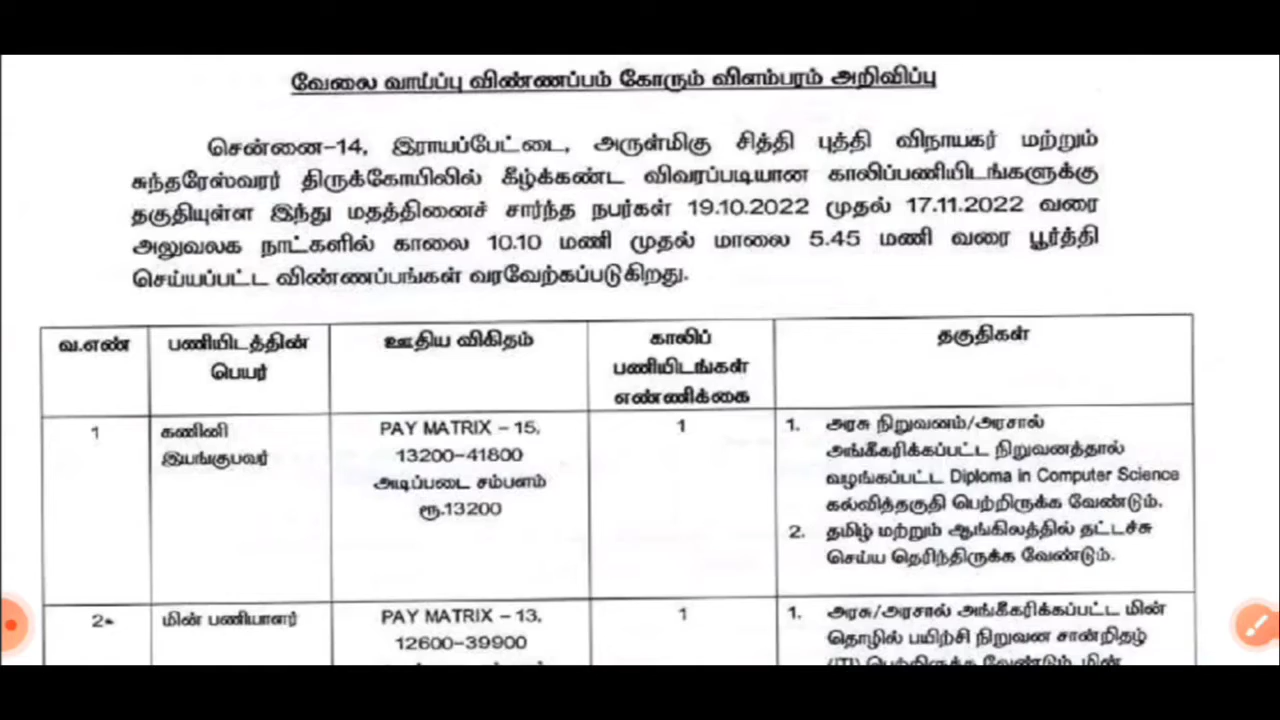 வேலை வாய்ப்பு விண்ணப்பம் கோரும் விளம்பரம் அறிவிப்பு
சென்னை-14, இராயப்பேட்டை, அருள்மிகு சித்தி புத்தி விநாயகர் மற்றும்
சுந்தரேஸ்வரர் திருக்கோயிலில் கீழ்க்கண்ட விவரப்படியான காலிப்பணியிடங்களுக்கு
தகுதியுள்ள இந்து மதத்தினைச் சார்ந்த நபர்கள் 19.10.2022 முதல் 17.11.2022 வரை
அலுவலக நாட்களில் காலை 10.10 மணி முதல் மாலை 5.45 மணி வரை பூர்த்தி
செய்யப்பட்ட விண்ணப்பங்கள் வரவேற்கப்படுகிறது.
வ.எண்
பணியிடத்தின்
பெயர்
ஊதிய விகிதம்
காலிப்
பணியிடங்கள்
எண்ணிக்கை
தகுதிகள்
1
கணினி
இயங்குபவர்
PAY MATRIX – 15,
13200–41800
அடிப்படை சம்பளம்
ரூ.13200
1
1. அரசு நிறுவனம்/அரசால்
அங்கீகரிக்கப்பட்ட நிறுவனத்தால்
வழங்கப்பட்ட Diploma in Computer Science
கல்வித்தகுதி பெற்றிருக்க வேண்டும்.
2. தமிழ் மற்றும் ஆங்கிலத்தில் தட்டச்சு
செய்ய தெரிந்திருக்க வேண்டும்.
2
மின் பணியாளர்
PAY MATRIX – 13,
12600–39900
1
1. அரசு/அரசால் அங்கீகரிக்கப்பட்ட மின்
தொழில் பயிற்சி நிறுவன சான்றிதழ்
(ITI) பெற்றிருக்க வேண்டும் மின்